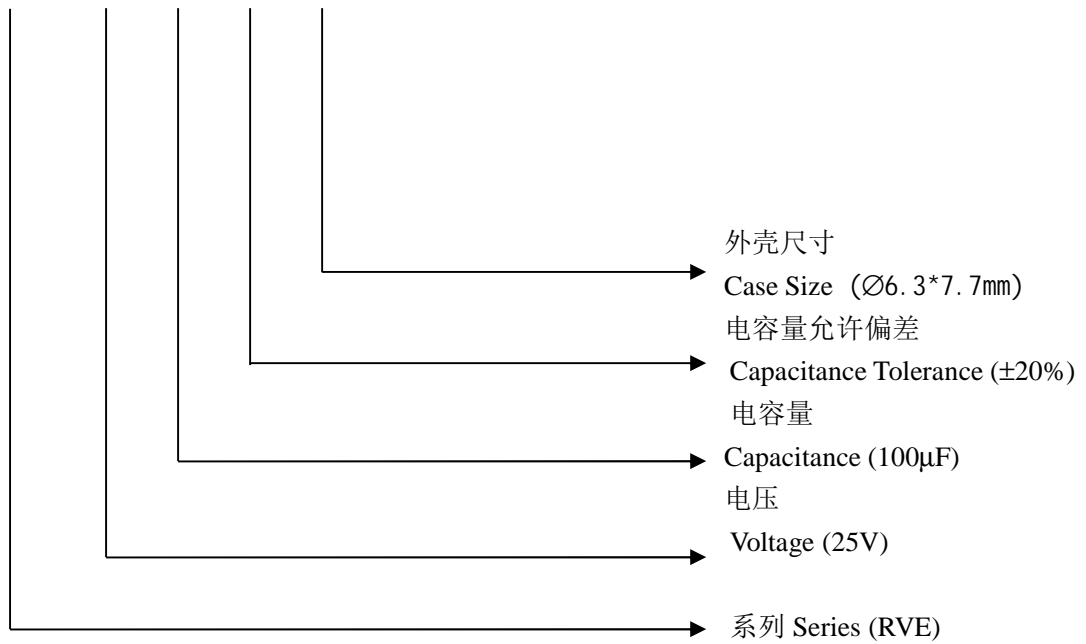 外壳尺寸
Case Size (∅6.3*7.7mm)
电容量允许偏差
Capacitance Tolerance (±20%)
电容量
Capacitance (100μF)
电压
Voltage (25V)
系列 Series (RVE)